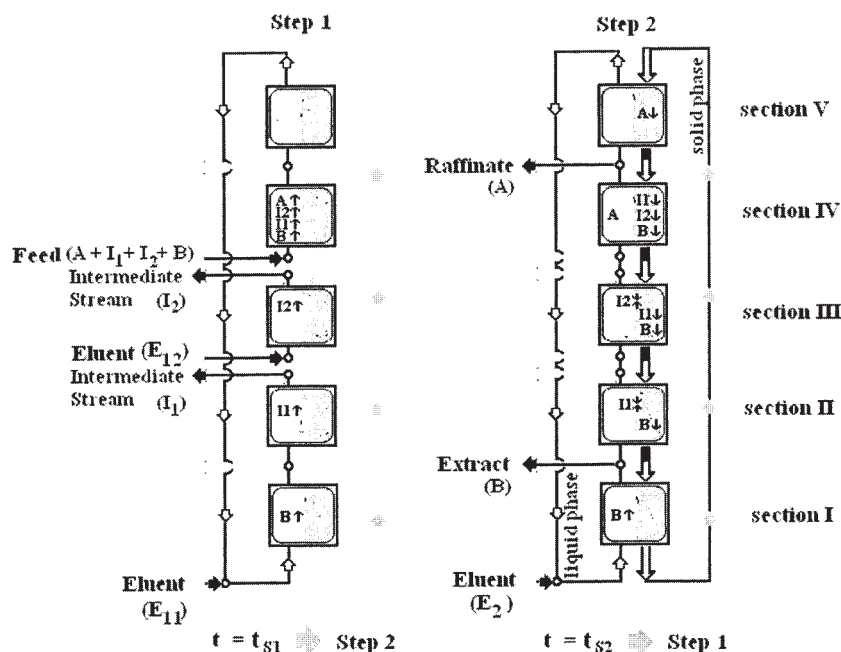 Step 1
A↑
I2↑
I1↑
B↑
Feed (A + I₁ + I₂ + B)
Intermediate
Stream (I₂)
I2↑
Eluent (E₁₂)
Intermediate
Stream (I₁)
I1↑
B↑
Eluent
(E₁₁)
t = t_S1 ⇒ Step 2
Step 2
A↓
solid phase
section V
Raffinate
(A)
A
I1↓
I2↓
B↓
section IV
I2
I1↓
B↓
section III
I1
B↓
section II
Extract
(B)
B↑
section I
liquid phase
Eluent
(E₂)
t = t_S2 ⇒ Step 1